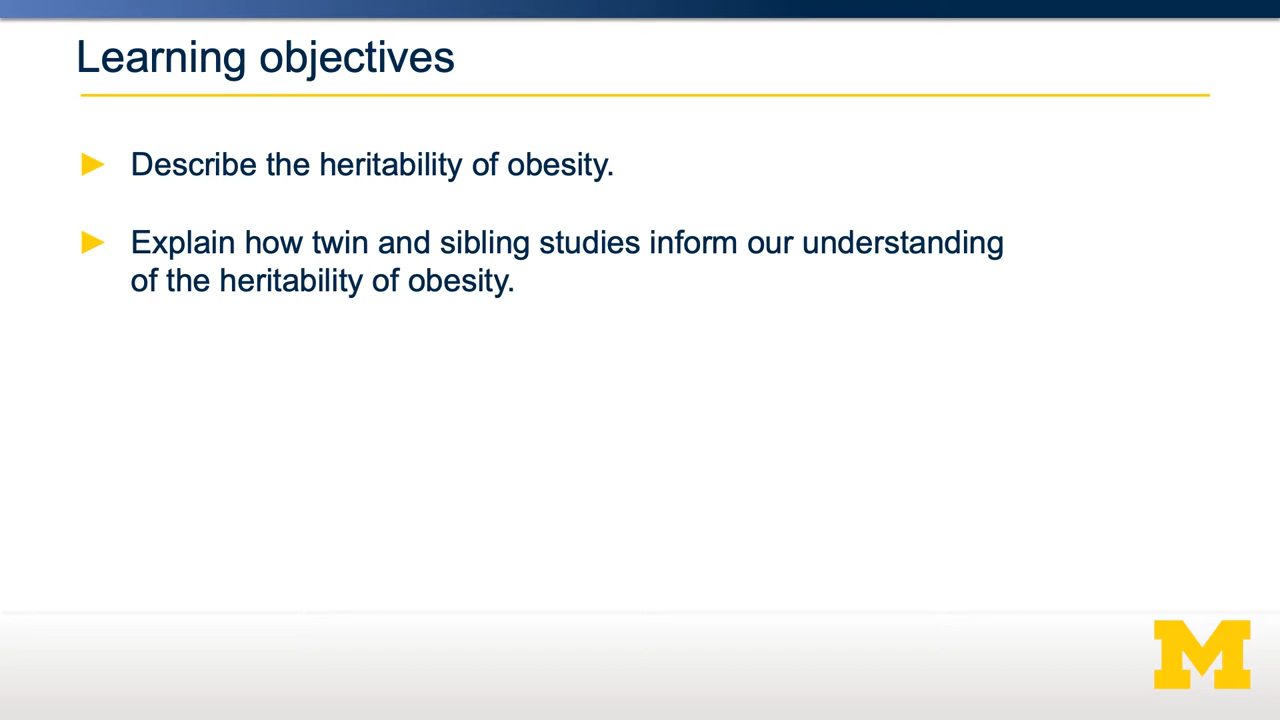 Learning objectives
Describe the heritability of obesity.
Explain how twin and sibling studies inform our understanding
of the heritability of obesity.
M